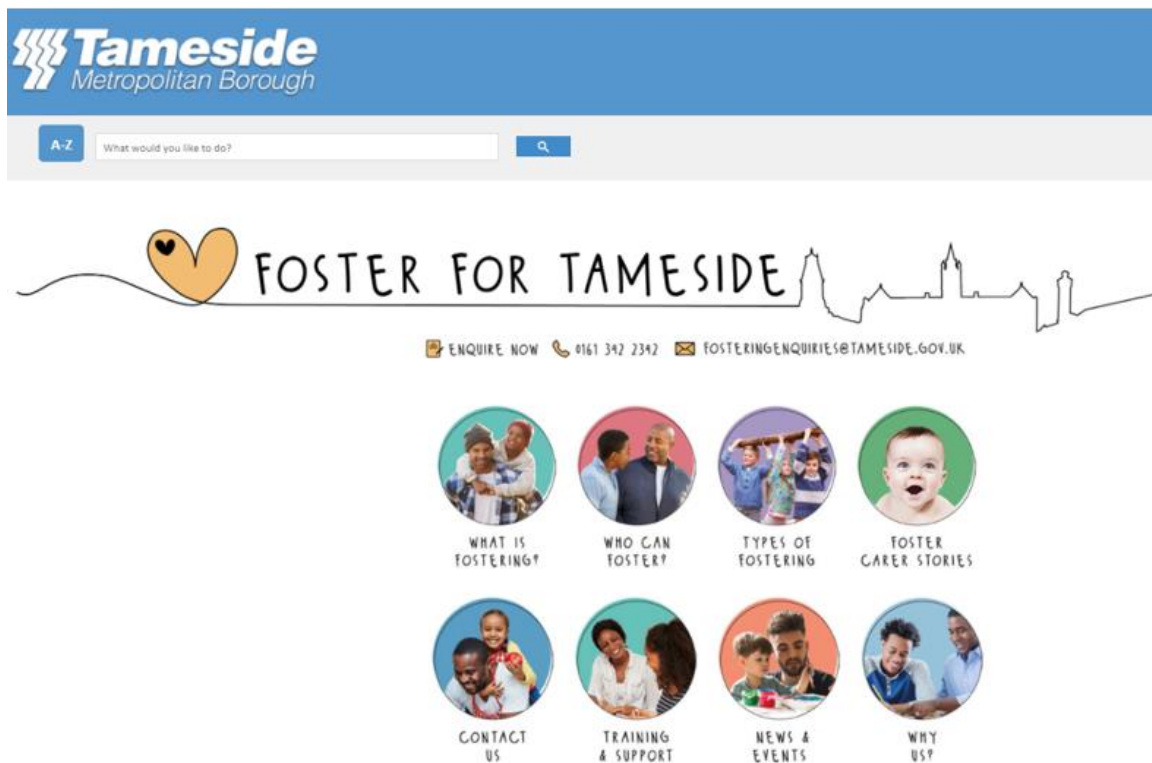 Tameside
Metropolitan Borough
A-Z What would you like to do?
FOSTER FOR TAMESIDE
ENQUIRE NOW 0161 342 2342 FOSTERINGENQUIRIES@TAMESIDE.GOV.UK
WHAT IS
FOSTERING?
WHO CAN
FOSTER?
TYPES OF
FOSTERING
FOSTER
CARER STORIES
CONTACT
US
TRAINING
& SUPPORT
NEWS &
EVENTS
WHY
US?